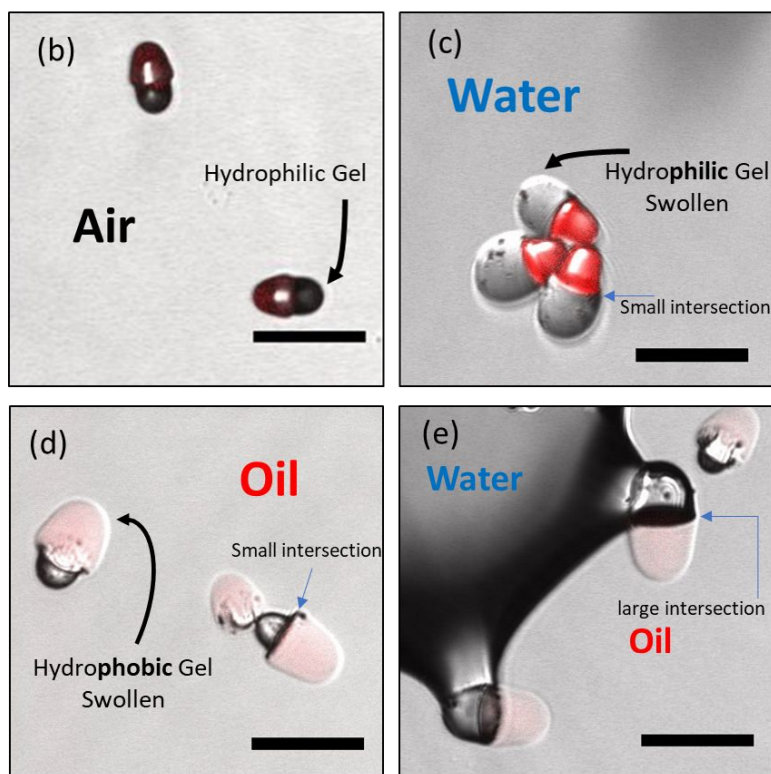 (b)
Hydrophilic Gel
Air
(c)
Water
Hydrophilic Gel
Swollen
Small intersection
(d)
Oil
Small intersection
Hydrophobic Gel
Swollen
(e)
Water
large intersection
Oil